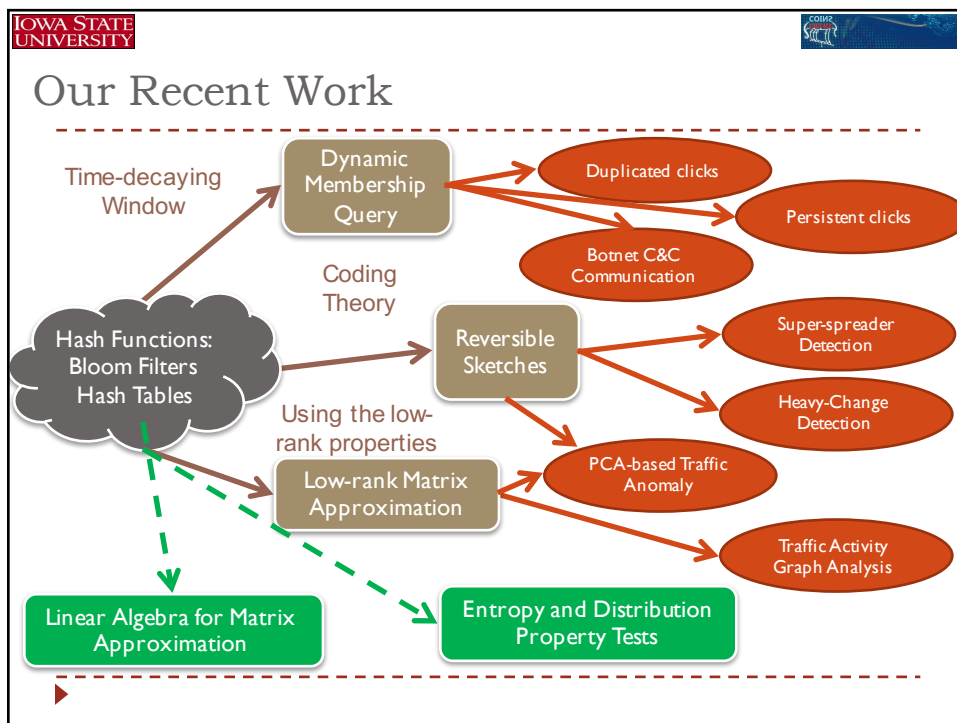 IOWA STATE
UNIVERSITY
COINS
Our Recent Work
Time-decaying
Window
Dynamic
Membership
Query
Duplicated clicks
Persistent clicks
Botnet C&C
Communication
Coding
Theory
Hash Functions:
Bloom Filters
Hash Tables
Reversible
Sketches
Super-spreader
Detection
Heavy-Change
Detection
Using the low-
rank properties
Low-rank Matrix
Approximation
PCA-based Traffic
Anomaly
Traffic Activity
Graph Analysis
Linear Algebra for Matrix
Approximation
Entropy and Distribution
Property Tests